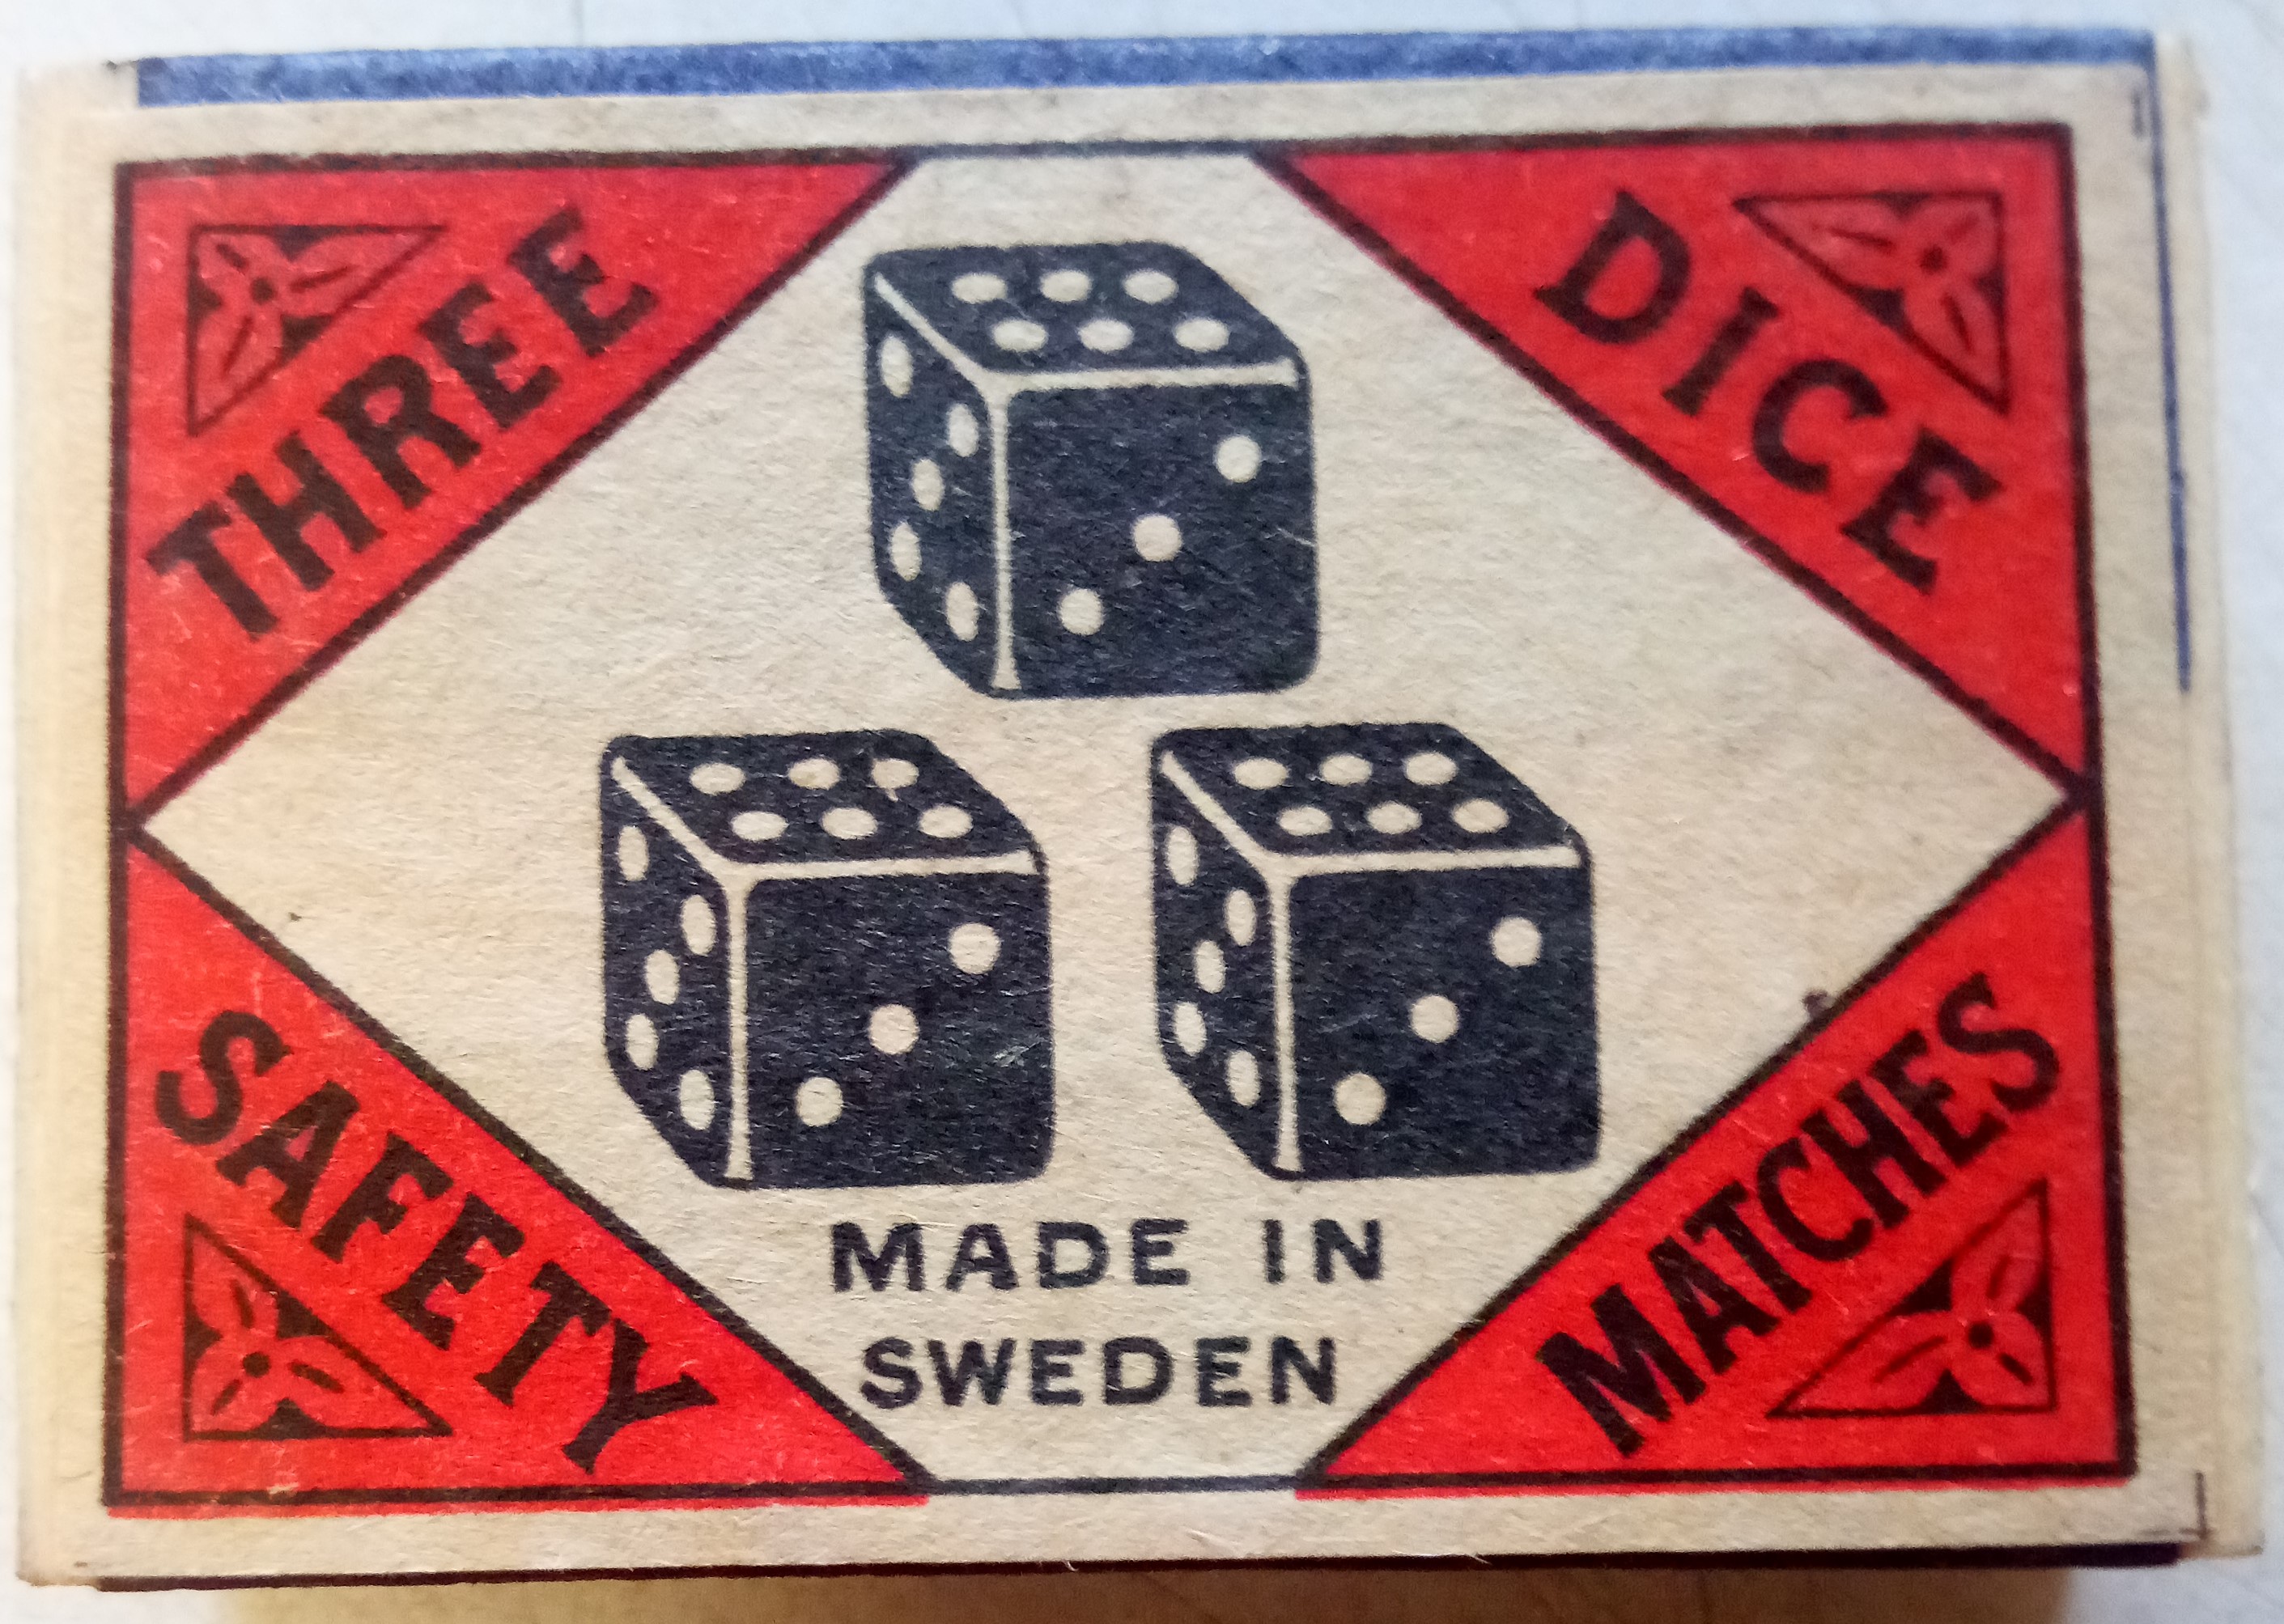 THREE
DICE
SAFETY
MATCHES
MADE IN
SWEDEN